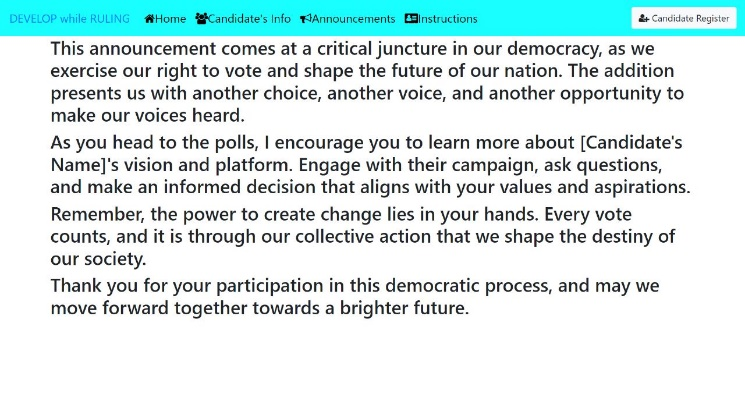 DEVELOP while RULING Home Candidate's Info Announcements Instructions Candidate Register
This announcement comes at a critical juncture in our democracy, as we
exercise our right to vote and shape the future of our nation. The addition
presents us with another choice, another voice, and another opportunity to
make our voices heard.
As you head to the polls, I encourage you to learn more about [Candidate's
Name]'s vision and platform. Engage with their campaign, ask questions,
and make an informed decision that aligns with your values and aspirations.
Remember, the power to create change lies in your hands. Every vote
counts, and it is through our collective action that we shape the destiny of
our society.
Thank you for your participation in this democratic process, and may we
move forward together towards a brighter future.